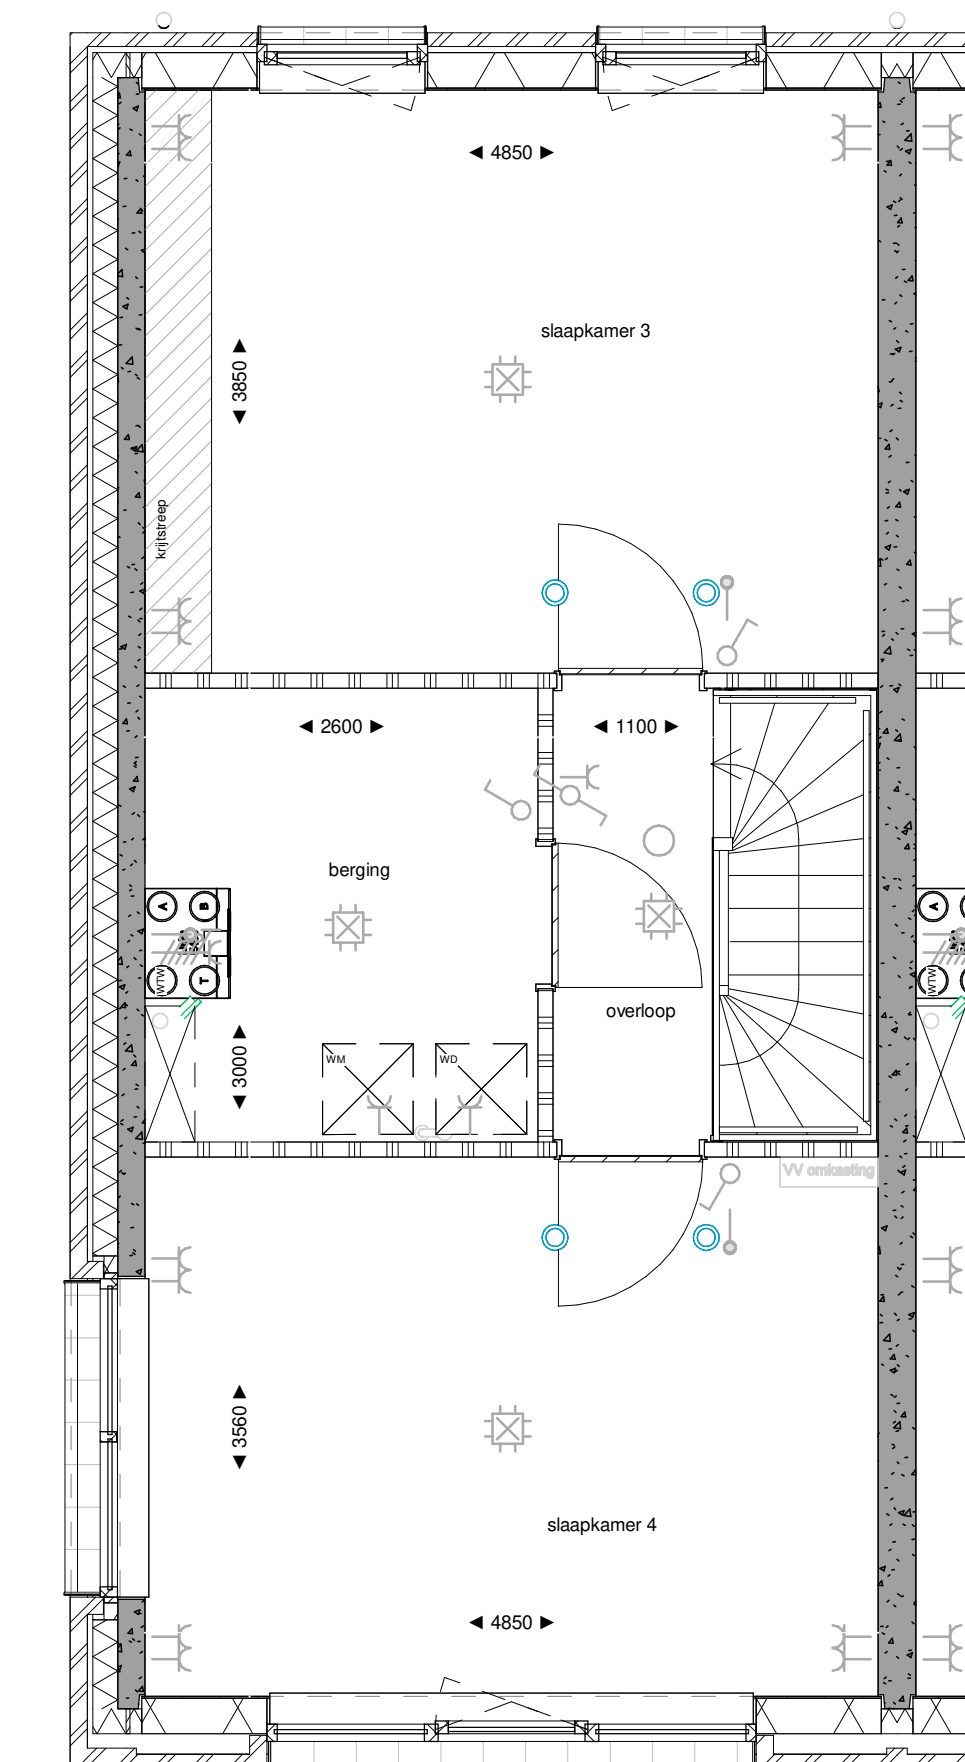 4850
slaapkamer 3
3850
krijtstreep
2600
1100
berging
A
B
WTW
T
overloop
3000
WM
WD
VV omkasting
3560
slaapkamer 4
4850
A
WTW